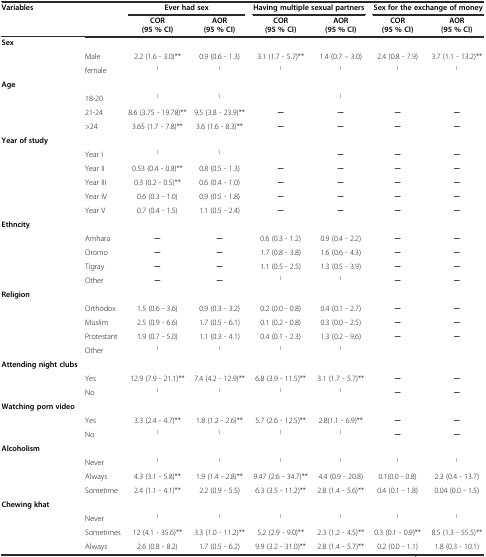 Variables Ever had sex Having multiple sexual partners Sex for the exchange of money
COR AOR COR AOR COR AOR
(95 % CI) (95 % CI) (95 % CI) (95 % CI) (95 % CI) (95 % CI)
Sex
Male 2.2 (1.6 - 3.0)** 0.9 (0.6 - 1.3) 3.1 (1.7 - 5.7)** 1.4 (0.7 – 3.0) 2.4 (0.8 - 7.9) 3.7 (1.1 - 13.2)**
female ǀ ǀ ǀ ǀ ǀ ǀ
Age
18-20 ǀ ǀ ǀ
21-24 8.6 (3.75 - 19.78)** 9.5 (3.8 - 23.9)** — — — —
>24 3.65 (1.7 - 7.8)** 3.6 (1.6 - 8.3)** — — — —
Year of study
Year I ǀ ǀ — — —
Year II 0.53 (0.4 - 0.8)** 0.8 (0.5 - 1.3) — — — —
Year III 0.3 (0.2 - 0.5)** 0.6 (0.4 - 1.0) — — — —
Year IV 0.6 (0.3 - 1.0) 0.9 (0.5 - 1.8) — — — —
Year V 0.7 (0.4 - 1.5) 1.1 (0.5 - 2.4) — — — —
Ethncity
Amhara — — 0.6 (0.3 - 1.2) 0.9 (0.4 - 2.2) — —
Oromo — — 1.7 (0.8 - 3.8) 1.6 (0.6 - 4.3) — —
Tigray — — 1.1 (0.5 - 2.5) 1.3 (0.5 - 3.9) — —
Other — — ǀ ǀ — —
Religion
Orthodox 1.5 (0.6 - 3.6) 0.9 (0.3 - 3.2) 0.2 (0.0 - 0.8) 0.4 (0.1 - 2.7) — —
Muslim 2.5 (0.9 - 6.6) 1.7 (0.5 - 6.1) 0.1 (0.2 - 0.8) 0.3 (0.0 - 2.5) — —
Protestant 1.9 (0.7 - 5.0) 1.1 (0.3 - 4.1) 0.4 (0.1 - 2.3) 1.3 (0.2 - 9.6) — —
Other ǀ ǀ ǀ ǀ
Attending night clubs
Yes 12.9 (7.9 - 21.1)** 7.4 (4.2 - 12.9)** 6.8 (3.9 - 11.5)** 3.1 (1.7 - 5.7)** — —
No ǀ ǀ ǀ ǀ — —
Watching porn video
Yes 3.3 (2.4 - 4.7)** 1.8 (1.2 - 2.6)** 5.7 (2.6 - 12.5)** 2.8(1.1 - 6.9)** — —
No ǀ ǀ ǀ ǀ — —
Alcoholism
Never ǀ ǀ ǀ ǀ ǀ ǀ
Always 4.3 (3.1 - 5.8)** 1.9 (1.4 - 2.8)** 9.47 (2.6 - 34.7)** 4.4 (0.9 - 20.8) 0.1(0.0 - 0.8) 2.3 (0.4 - 13.7)
Sometime 2.4 (1.1 - 4.1)** 2.2 (0.9 - 5.5) 6.3 (3.5 - 11.2)** 2.8 (1.4 - 5.6)** 0.4 (0.1 - 1.8) 0.04 (0.0 - 1.5)
Chewing khat
Never ǀ ǀ ǀ ǀ ǀ ǀ
Sometimes 12 (4.1 - 35.6)** 3.3 (1.0 - 11.2)** 5.2 (2.9 - 9.0)** 2.3 (1.2 - 4.5)** 0.3 (0.1 - 0.9)** 8.5 (1.3 - 55.5)**
Always 2.6 (0.8 - 8.2) 1.7 (0.5 - 6.2) 9.9 (3.2 - 31.0)** 2.8 (1.4 - 5.7)** 0.2 (0.0 - 1.1) 1.8 (0.3 - 10.1)